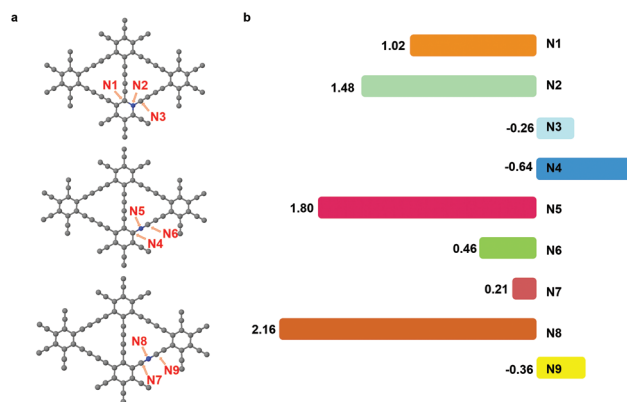 a
N1 N2
N3
N5
N6
N4
N8
N9
N7
b
1.02 N1
1.48 N2
-0.26 N3
-0.64 N4
1.80 N5
0.46 N6
0.21 N7
2.16 N8
-0.36 N9